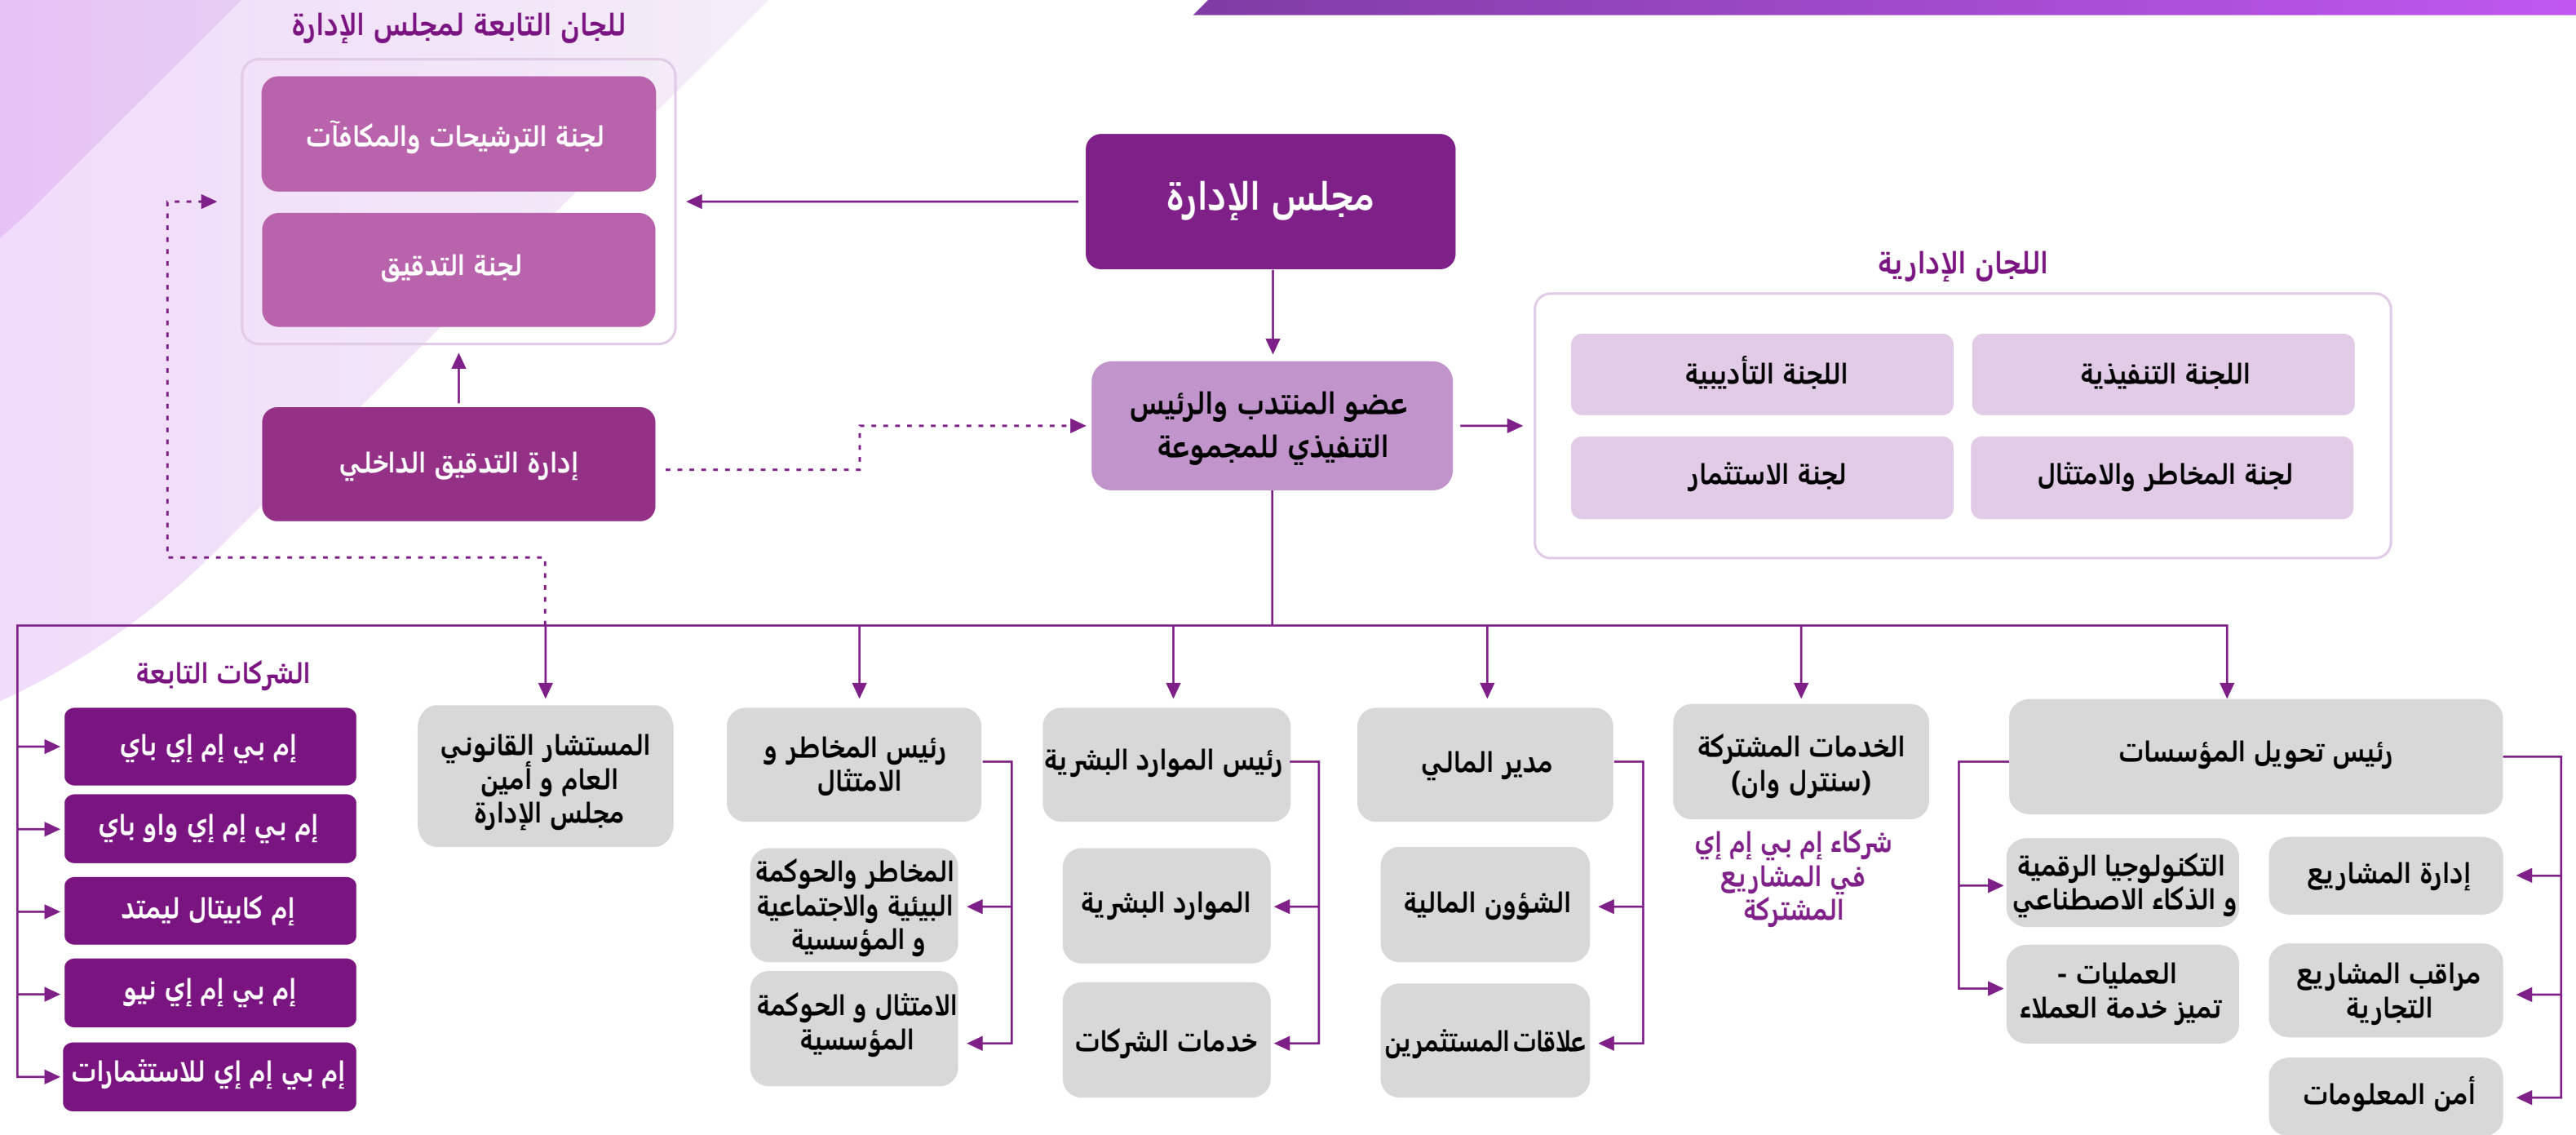 للجان التابعة لمجلس الإدارة
لجنة الترشيحات والمكافآت
لجنة التدقيق
إدارة التدقيق الداخلي
مجلس الإدارة
عضو المنتدب والرئيس
التنفيذي للمجموعة
اللجان الإدارية
اللجنة التنفيذية
اللجنة التأديبية
لجنة المخاطر والامتثال
لجنة الاستثمار
رئيس تحويل المؤسسات
إدارة المشاريع
مراقب المشاريع
التجارية
أمن المعلومات
التكنولوجيا الرقمية
و الذكاء الاصطناعي
العمليات -
تميز خدمة العملاء
الخدمات المشتركة
(سنترل وان)
شركاء إم بي إم إي
في المشاريع
المشتركة
مدير المالي
الشؤون المالية
علاقات المستثمرين
رئيس الموارد البشرية
الموارد البشرية
خدمات الشركات
رئيس المخاطر و
الامتثال
المخاطر والحوكمة
البيئية والاجتماعية
و المؤسسية
الامتثال و الحوكمة
المؤسسية
المستشار القانوني
العام و أمين
مجلس الإدارة
الشركات التابعة
إم بي إم إي باي
إم بي إم إي واو باي
إم كابيتال ليمتد
إم بي إم إي نيو
إم بي إم إي للاستثمارات